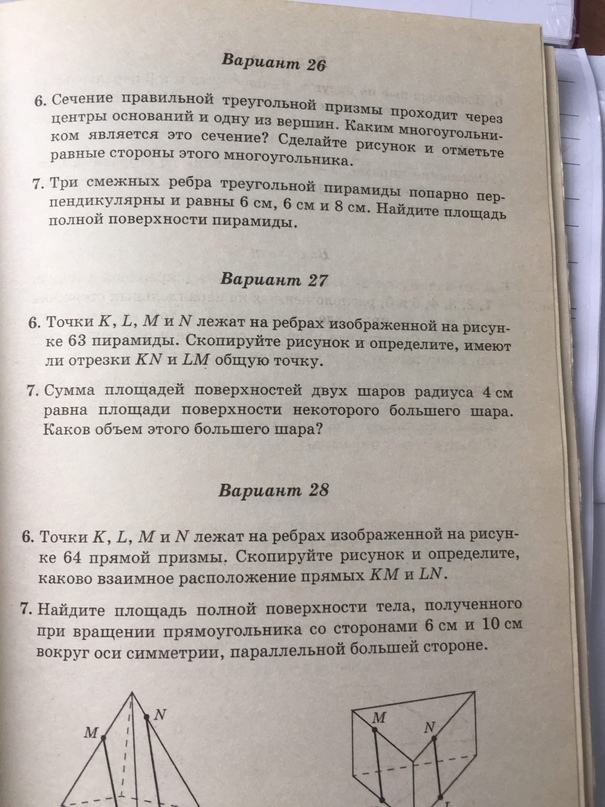 Вариант 26
6. Сечение правильной треугольной призмы проходит через
центры оснований и одну из вершин. Каким многоугольни-
ком является это сечение? Сделайте рисунок и отметьте
равные стороны этого многоугольника.
7. Три смежных ребра треугольной пирамиды попарно пер-
пендикулярны и равны 6 см, 6 см и 8 см. Найдите площадь
полной поверхности пирамиды.
Вариант 27
6. Точки K, L, M и N лежат на ребрах изображенной на рисун-
ке 63 пирамиды. Скопируйте рисунок и определите, имеют
ли отрезки KN и LM общую точку.
7. Сумма площадей поверхностей двух шаров радиуса 4 см
равна площади поверхности некоторого большего шара.
Каков объем этого большего шара?
Вариант 28
6. Точки K, L, M и N лежат на ребрах изображенной на рисун-
ке 64 прямой призмы. Скопируйте рисунок и определите,
каково взаимное расположение прямых KM и LN.
7. Найдите площадь полной поверхности тела, полученного
при вращении прямоугольника со сторонами 6 см и 10 см
вокруг оси симметрии, параллельной большей стороне.
M N
M N